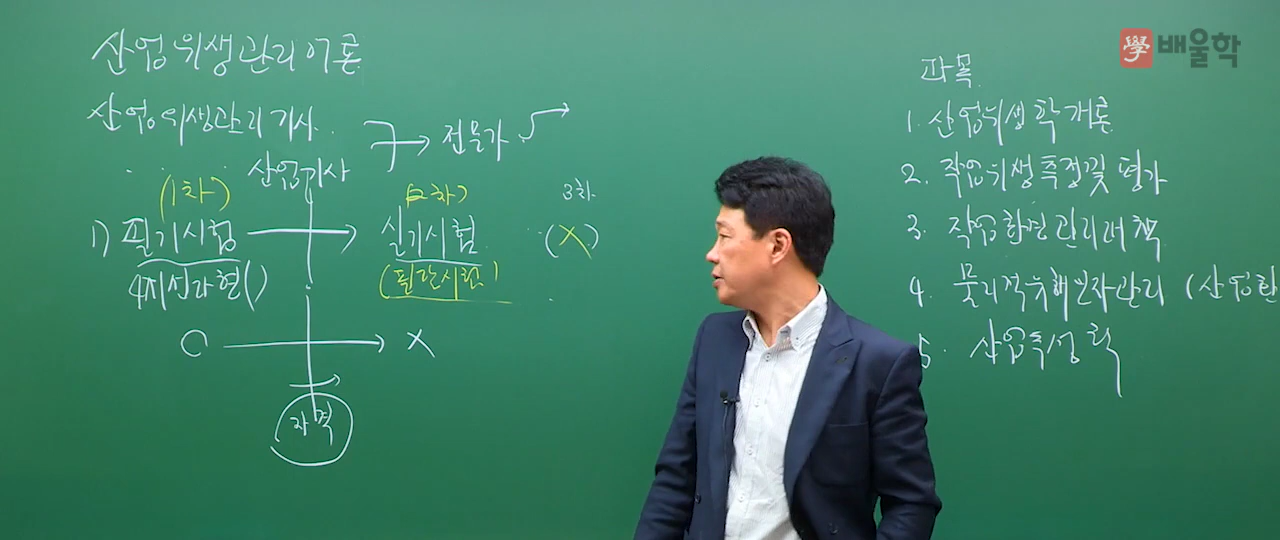 산업위생관리이론
산업위생관리기사 → 전문가
산업기사
(1차) (2차) 3차
1) 필기시험 → 실기시험 (X)
4지선다형() (필답시험)
○ → X
자격
學 배울학
과목
1. 산업위생학개론
2. 작업위생측정및 평가
3. 작업환경관리대책
4. 물리적유해인자관리 (산업환
5. 산업독성학